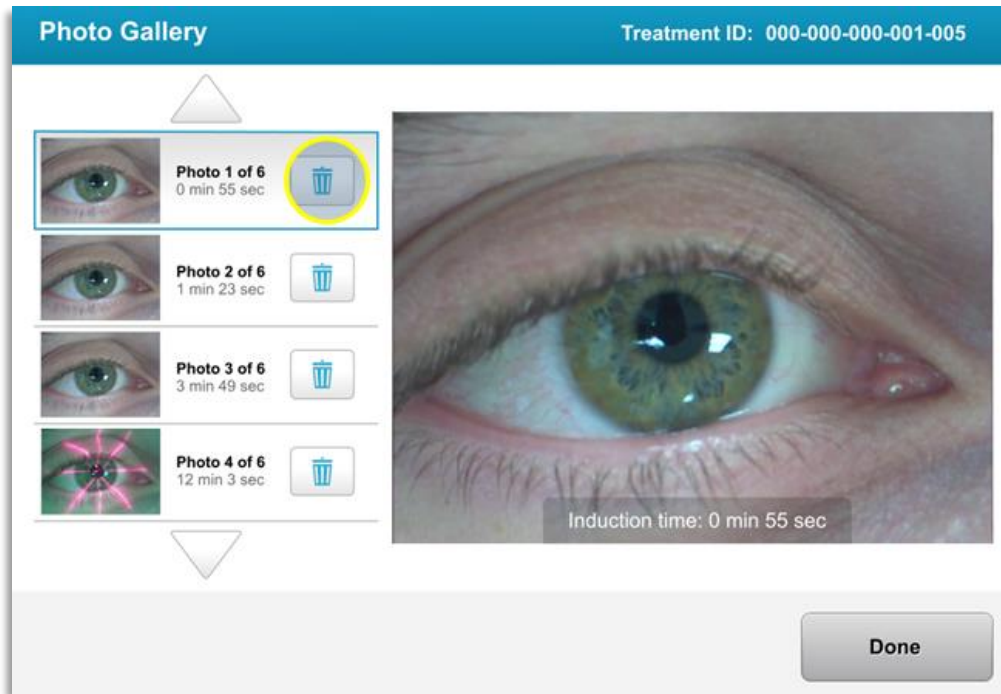 Photo Gallery
Treatment ID: 000-000-000-001-005
Photo 1 of 6
0 min 55 sec
Photo 2 of 6
1 min 23 sec
Photo 3 of 6
3 min 49 sec
Photo 4 of 6
12 min 3 sec
Induction time: 0 min 55 sec
Done